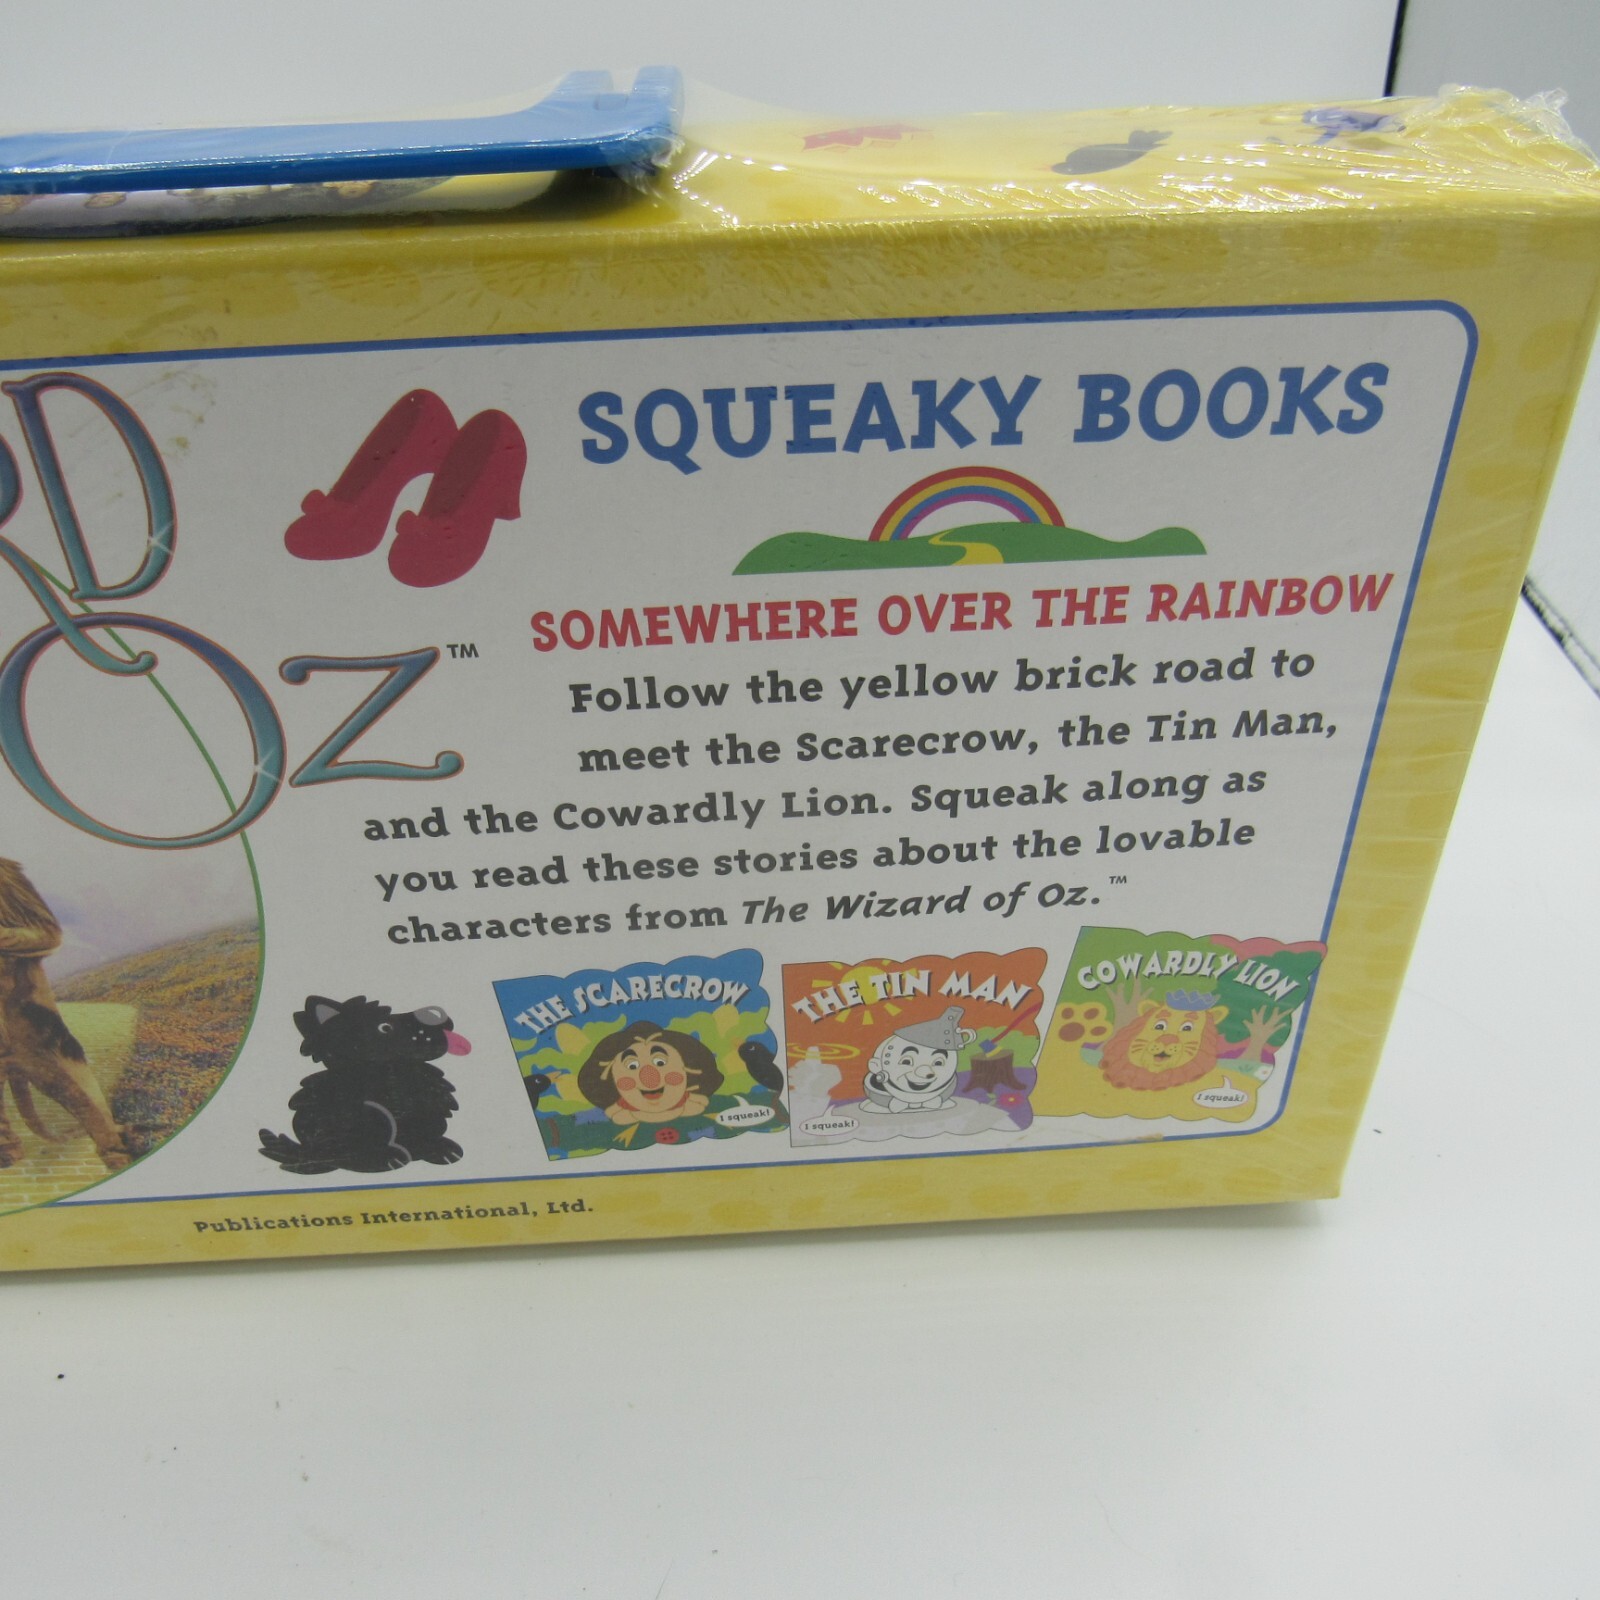 RD
OZ™
SQUEAKY BOOKS
SOMEWHERE OVER THE RAINBOW
Follow the yellow brick road to
meet the Scarecrow, the Tin Man,
and the Cowardly Lion. Squeak along as
you read these stories about the lovable
characters from The Wizard of Oz.™
THE SCARECROW
I squeak!
THE TIN MAN
I squeak!
COWARDLY LION
I squeak!
Publications International, Ltd.